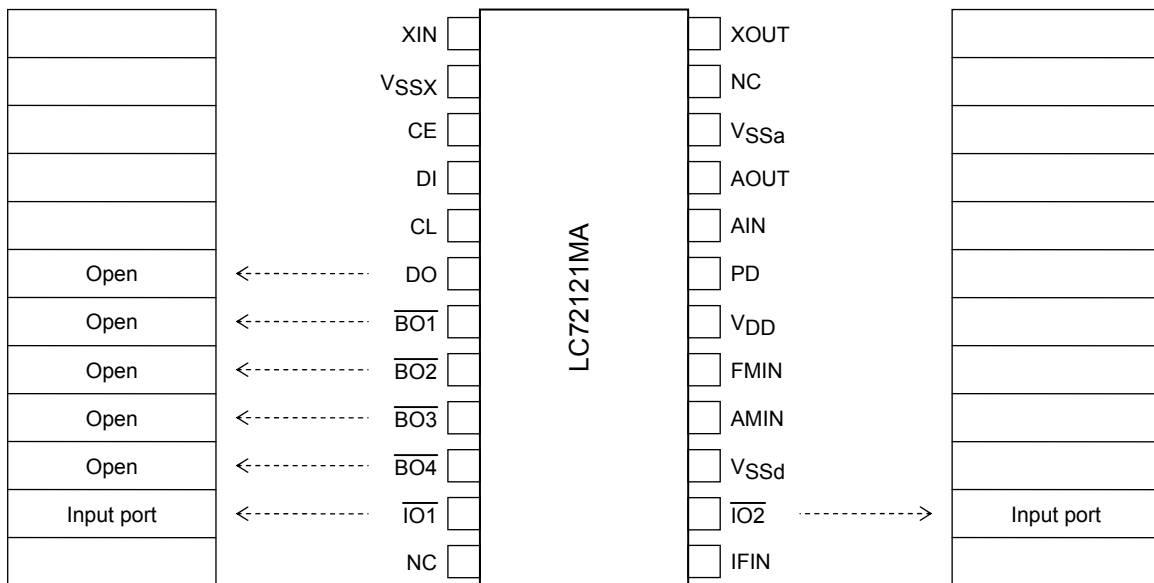 XIN XOUT
VSSX NC
CE VSSa
DI AOUT
CL AIN
Open DO PD
Open BO1 VDD
Open BO2 FMIN
Open BO3 AMIN
Open BO4 VSSd
Input port IO1 IO2 Input port
NC IFIN
LC72121MA